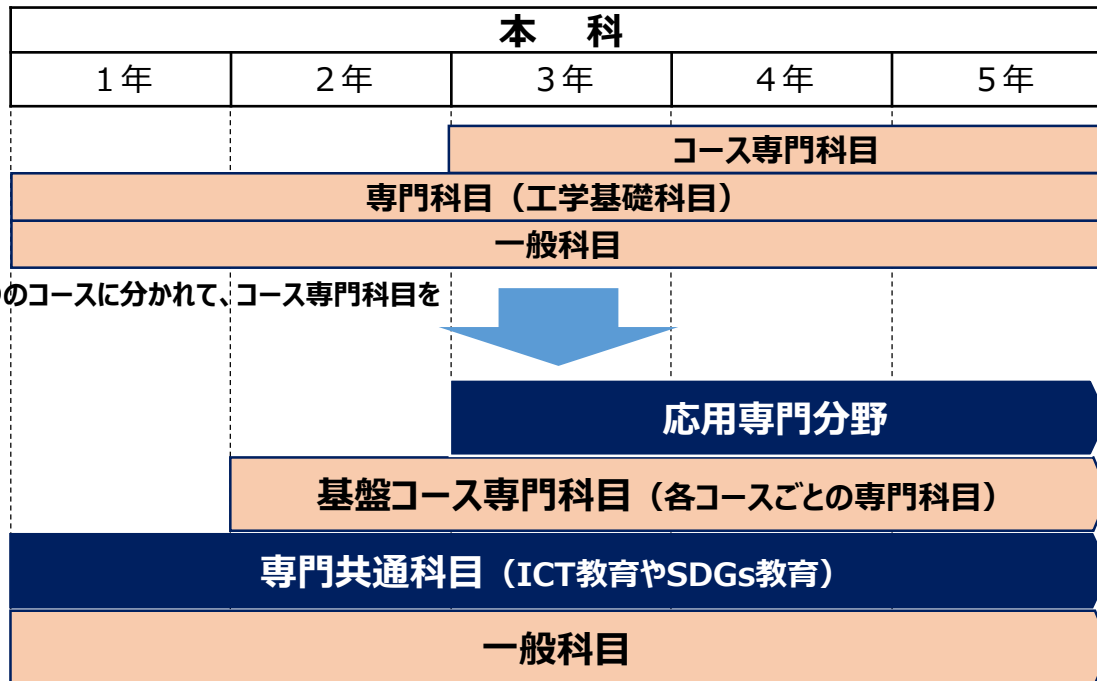 本 科
1年 2年 3年 4年 5年
コース専門科目
専門科目（工学基礎科目）
一般科目
のコースに分かれて、コース専門科目を
応用専門分野
基盤コース専門科目（各コースごとの専門科目）
専門共通科目（ICT教育やSDGs教育）
一般科目